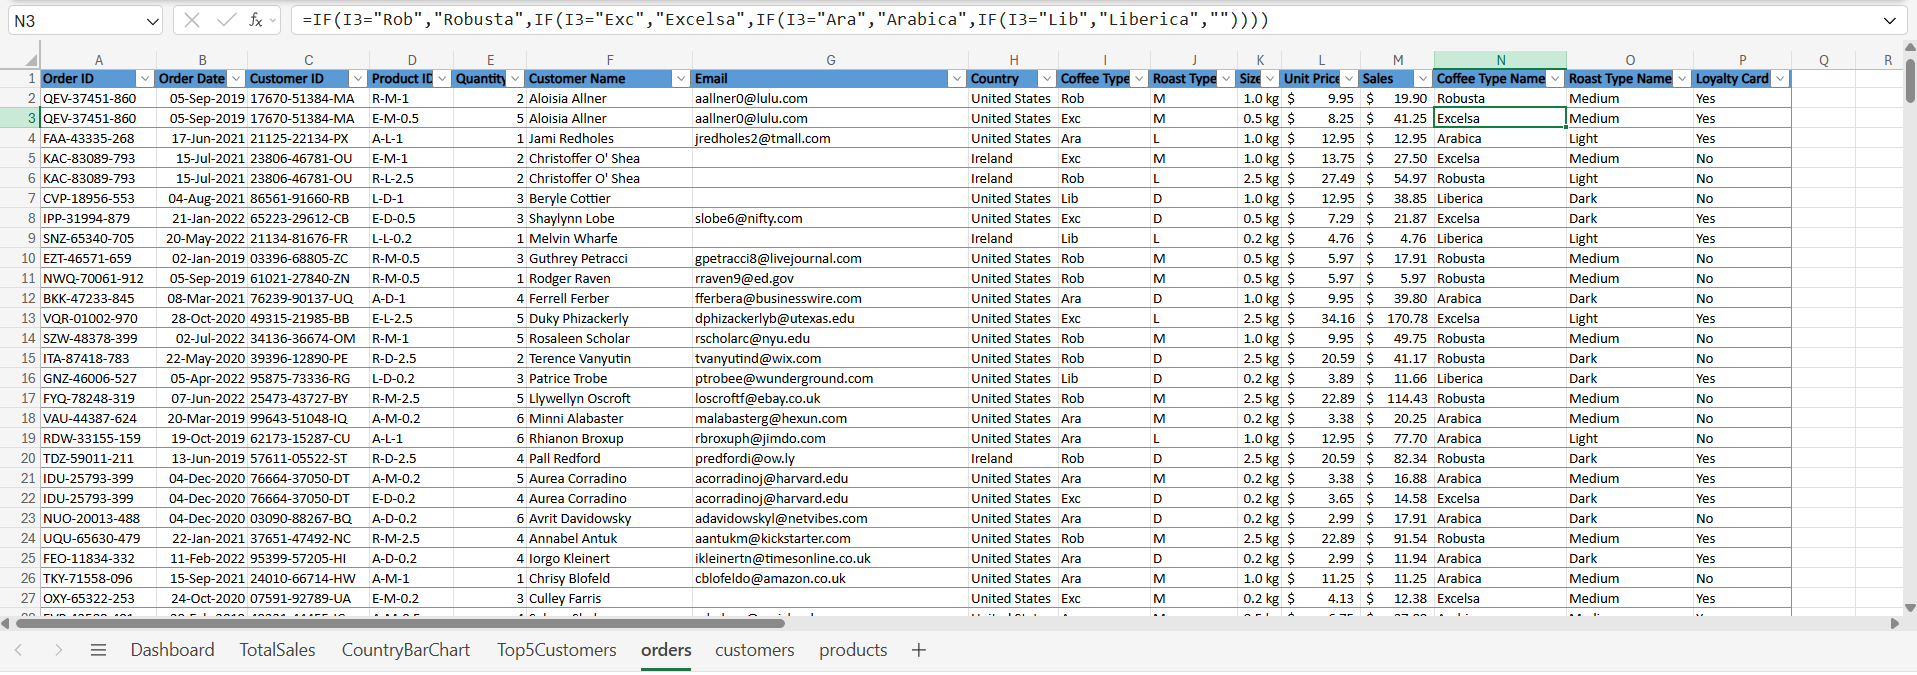 N3 fx =IF(I3="Rob","Robusta",IF(I3="Exc","Excelsa",IF(I3="Ara","Arabica",IF(I3="Lib","Liberica",""))))
A B C D E F G H I J K L M N O P Q R
1 Order ID Order Date Customer ID Product ID Quantity Customer Name Email Country Coffee Type Roast Type Size Unit Price Sales Coffee Type Name Roast Type Name Loyalty Card
2 QEV-37451-860 05-Sep-2019 17670-51384-MA R-M-1 2 Aloisia Allner aallner0@lulu.com United States Rob M 1.0 kg $ 9.95 $ 19.90 Robusta Medium Yes
3 QEV-37451-860 05-Sep-2019 17670-51384-MA E-M-0.5 5 Aloisia Allner aallner0@lulu.com United States Exc M 0.5 kg $ 8.25 $ 41.25 Excelsa Medium Yes
4 FAA-43335-268 17-Jun-2021 21125-22134-PX A-L-1 1 Jami Redholes jredholes2@tmall.com United States Ara L 1.0 kg $ 12.95 $ 12.95 Arabica Light Yes
5 KAC-83089-793 15-Jul-2021 23806-46781-OU E-M-1 2 Christoffer O' Shea Ireland Exc M 1.0 kg $ 13.75 $ 27.50 Excelsa Medium No
6 KAC-83089-793 15-Jul-2021 23806-46781-OU R-L-2.5 2 Christoffer O' Shea Ireland Rob L 2.5 kg $ 27.49 $ 54.97 Robusta Light No
7 CVP-18956-553 04-Aug-2021 86561-91660-RB L-D-1 3 Beryle Cottier United States Lib D 1.0 kg $ 12.95 $ 38.85 Liberica Dark No
8 IPP-31994-879 21-Jan-2022 65223-29612-CB E-D-0.5 3 Shaylynn Lobe slobe6@nifty.com United States Exc D 0.5 kg $ 7.29 $ 21.87 Excelsa Dark Yes
9 SNZ-65340-705 20-May-2022 21134-81676-FR L-L-0.2 1 Melvin Wharfe Ireland Lib L 0.2 kg $ 4.76 $ 4.76 Liberica Light Yes
10 EZT-46571-659 02-Jan-2019 03396-68805-ZC R-M-0.5 3 Guthrey Petracci gpetracci8@livejournal.com United States Rob M 0.5 kg $ 5.97 $ 17.91 Robusta Medium No
11 NWQ-70061-912 05-Sep-2019 61021-27840-ZN R-M-0.5 1 Rodger Raven rraven9@ed.gov United States Rob M 0.5 kg $ 5.97 $ 5.97 Robusta Medium No
12 BKK-47233-845 08-Mar-2021 76239-90137-UQ A-D-1 4 Ferrell Ferber fferbera@businesswire.com United States Ara D 1.0 kg $ 9.95 $ 39.80 Arabica Dark No
13 VQR-01002-970 28-Oct-2020 49315-21985-BB E-L-2.5 5 Duky Phizackerly dphizackerlyb@utexas.edu United States Exc L 2.5 kg $ 34.16 $ 170.78 Excelsa Light Yes
14 SZW-48378-399 02-Jul-2022 34136-36674-OM R-M-1 5 Rosaleen Scholar rscholarc@nyu.edu United States Rob M 1.0 kg $ 9.95 $ 49.75 Robusta Medium No
15 ITA-87418-783 22-May-2020 39396-12890-PE R-D-2.5 2 Terence Vanyutin tvanyutind@wix.com United States Rob D 2.5 kg $ 20.59 $ 41.17 Robusta Dark No
16 GNZ-46006-527 05-Apr-2022 95875-73336-RG L-D-0.2 3 Patrice Trobe ptrobee@wunderground.com United States Lib D 0.2 kg $ 3.89 $ 11.66 Liberica Dark Yes
17 FYQ-78248-319 07-Jun-2022 25473-43727-BY R-M-2.5 5 Llywellyn Oscroft loscroftf@ebay.co.uk United States Rob M 2.5 kg $ 22.89 $ 114.43 Robusta Medium No
18 VAU-44387-624 20-Mar-2019 99643-51048-IQ A-M-0.2 6 Minni Alabaster malabasterg@hexun.com United States Ara M 0.2 kg $ 3.38 $ 20.25 Arabica Medium No
19 RDW-33155-159 19-Oct-2019 62173-15287-CU A-L-1 6 Rhianon Broxup rbroxuph@jimdo.com United States Ara L 1.0 kg $ 12.95 $ 77.70 Arabica Light No
20 TDZ-59011-211 13-Jun-2019 57611-05522-ST R-D-2.5 4 Pall Redford predfordi@ow.ly Ireland Rob D 2.5 kg $ 20.59 $ 82.34 Robusta Dark Yes
21 IDU-25793-399 04-Dec-2020 76664-37050-DT A-M-0.2 5 Aurea Corradino acorradinoj@harvard.edu United States Ara M 0.2 kg $ 3.38 $ 16.88 Arabica Medium Yes
22 IDU-25793-399 04-Dec-2020 76664-37050-DT E-D-0.2 4 Aurea Corradino acorradinoj@harvard.edu United States Exc D 0.2 kg $ 3.65 $ 14.58 Excelsa Dark Yes
23 NUO-20013-488 04-Dec-2020 03090-88267-BQ A-D-0.2 6 Avrit Davidowsky adavidowskyl@netvibes.com United States Ara D 0.2 kg $ 2.99 $ 17.91 Arabica Dark No
24 UQU-65630-479 22-Jan-2021 37651-47492-NC R-M-2.5 4 Annabel Antuk aantukm@kickstarter.com United States Rob M 2.5 kg $ 22.89 $ 91.54 Robusta Medium Yes
25 FEO-11834-332 11-Feb-2022 95399-57205-HI A-D-0.2 4 Iorgo Kleinert ikleinertn@timesonline.co.uk United States Ara D 0.2 kg $ 2.99 $ 11.94 Arabica Dark Yes
26 TKY-71558-096 15-Sep-2021 24010-66714-HW A-M-1 1 Chrisy Blofeld cblofeldo@amazon.co.uk United States Ara M 1.0 kg $ 11.25 $ 11.25 Arabica Medium No
27 OXY-65322-253 24-Oct-2020 07591-92789-UA E-M-0.2 3 Culley Farris United States Exc M 0.2 kg $ 4.13 $ 12.38 Excelsa Medium Yes
Dashboard TotalSales CountryBarChart Top5Customers orders customers products +